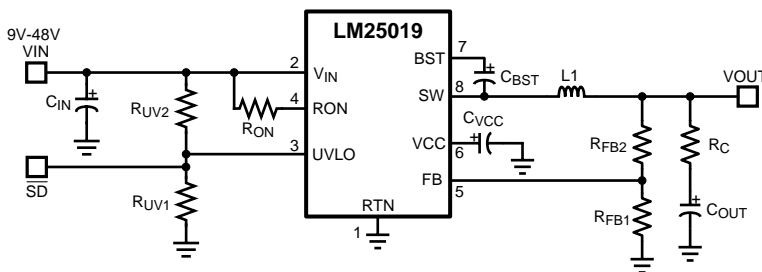 LM25019
9V-48V
VIN
7
BST
2
VIN
CBST
VOUT
8
SW
L1
CIN
RUV2
4
RON
RON
CVCC
VCC
6
RFB2
RC
3
UVLO
SD
FB
5
RUV1
RTN
1
RFB1
COUT